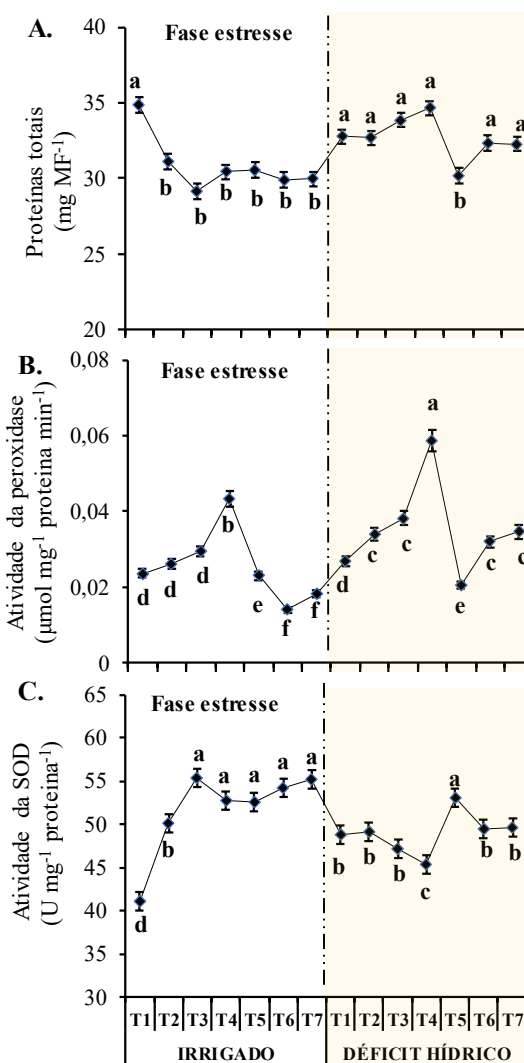 A.
Fase estresse
Proteínas totais
(mg MF⁻¹)
40
35
30
25
20
a b b b b b b a a a a b a a
B.
Fase estresse
Atividade da peroxidase
(µmol mg⁻¹ proteina min⁻¹)
0,08
0,06
0,04
0,02
0
d d d b e f f d c c a e c c
C.
Fase estresse
Atividade da SOD
(U mg⁻¹ proteina⁻¹)
65
60
55
50
45
40
35
30
d b a a a a a b b b c a b b
T1 T2 T3 T4 T5 T6 T7 T1 T2 T3 T4 T5 T6 T7
IRRIGADO DÉFICIT HÍDRICO